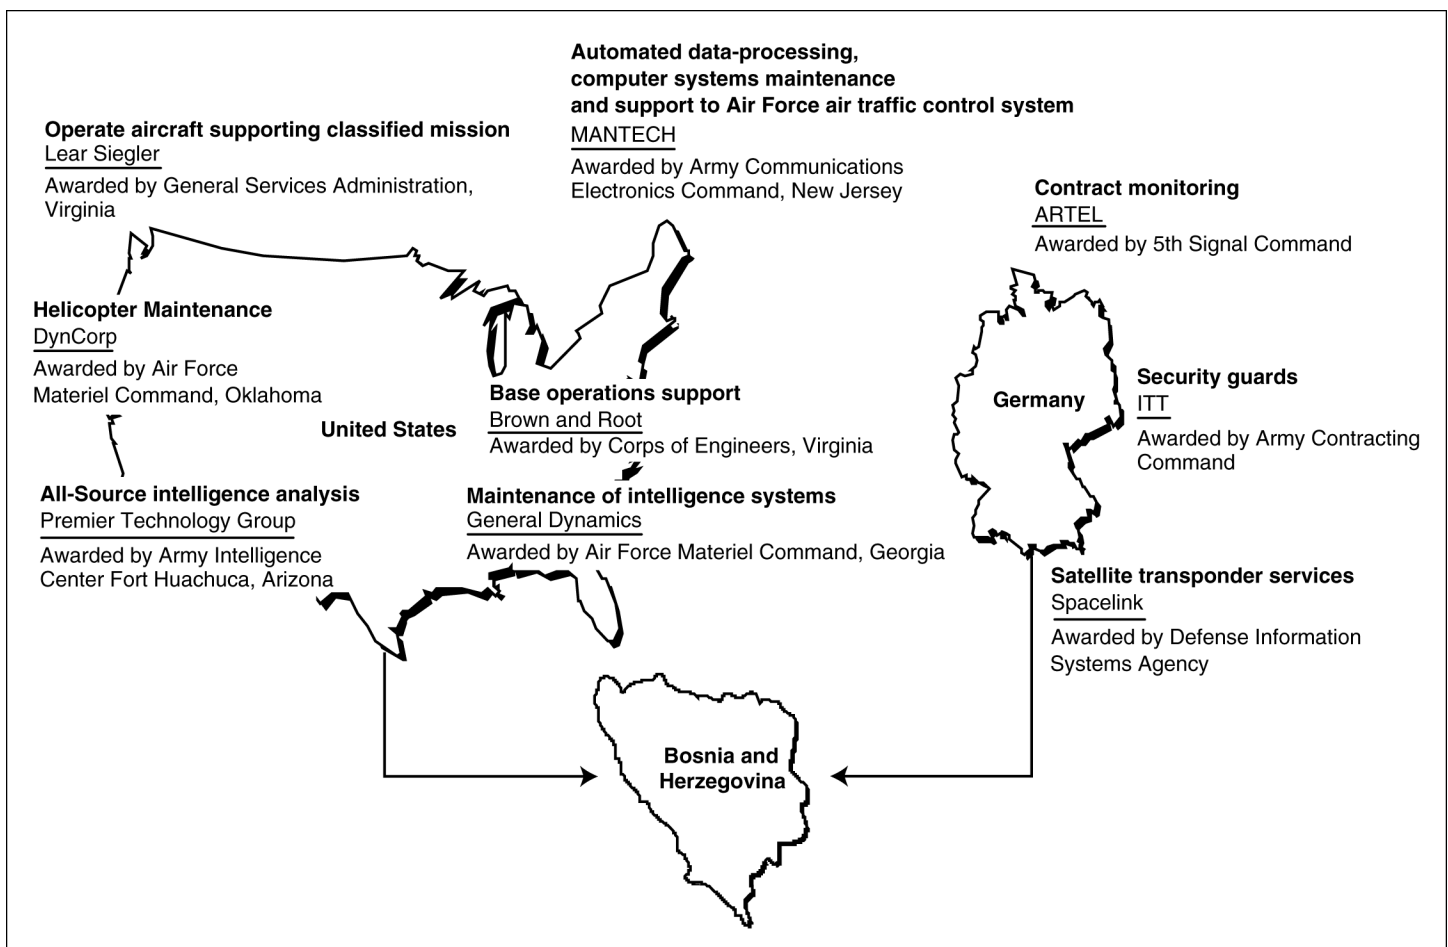 Automated data-processing,
computer systems maintenance
and support to Air Force air traffic control system
MANTECH
Awarded by Army Communications
Electronics Command, New Jersey
Operate aircraft supporting classified mission
Lear Siegler
Awarded by General Services Administration,
Virginia
Contract monitoring
ARTEL
Awarded by 5th Signal Command
Helicopter Maintenance
DynCorp
Awarded by Air Force
Materiel Command, Oklahoma
United States
Base operations support
Brown and Root
Awarded by Corps of Engineers, Virginia
Germany
Security guards
ITT
Awarded by Army Contracting
Command
All-Source intelligence analysis
Premier Technology Group
Awarded by Army Intelligence
Center Fort Huachuca, Arizona
Maintenance of intelligence systems
General Dynamics
Awarded by Air Force Materiel Command, Georgia
Satellite transponder services
Spacelink
Awarded by Defense Information
Systems Agency
Bosnia and
Herzegovina